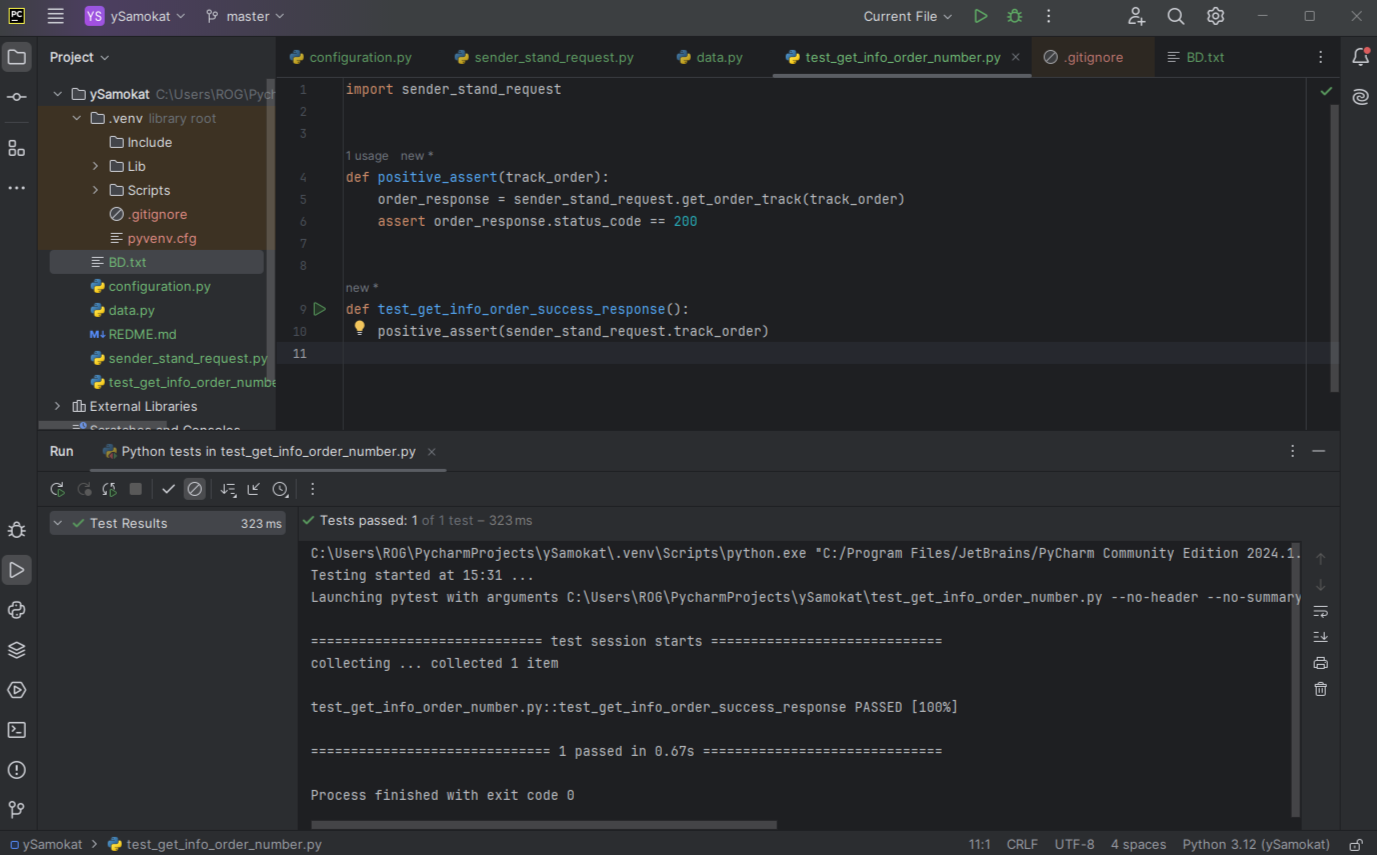 YS ySamokat master Current File
Project
configuration.py sender_stand_request.py data.py test_get_info_order_number.py .gitignore BD.txt
ySamokat C:\Users\ROG\Pych
.venv library root
Include
Lib
Scripts
.gitignore
pyvenv.cfg
BD.txt
configuration.py
data.py
M↓ REDME.md
sender_stand_request.py
test_get_info_order_numbe
External Libraries
Scratches and Consoles
1 import sender_stand_request
2
3
1 usage new *
4 def positive_assert(track_order):
5 order_response = sender_stand_request.get_order_track(track_order)
6 assert order_response.status_code == 200
7
8
new *
9 def test_get_info_order_success_response():
10 positive_assert(sender_stand_request.track_order)
11
Run Python tests in test_get_info_order_number.py
Test Results 323 ms
Tests passed: 1 of 1 test – 323 ms
C:\Users\ROG\PycharmProjects\ySamokat\.venv\Scripts\python.exe "C:/Program Files/JetBrains/PyCharm Community Edition 2024.1.
Testing started at 15:31 ...
Launching pytest with arguments C:\Users\ROG\PycharmProjects\ySamokat\test_get_info_order_number.py --no-header --no-summary
============================= test session starts =============================
collecting ... collected 1 item
test_get_info_order_number.py::test_get_info_order_success_response PASSED [100%]
============================== 1 passed in 0.67s ==============================
Process finished with exit code 0
ySamokat > test_get_info_order_number.py 11:1 CRLF UTF-8 4 spaces Python 3.12 (ySamokat)